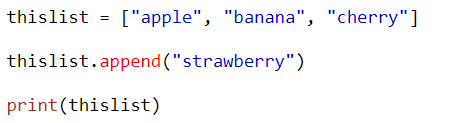 thislist = ["apple", "banana", "cherry"]
thislist.append("strawberry")
print(thislist)